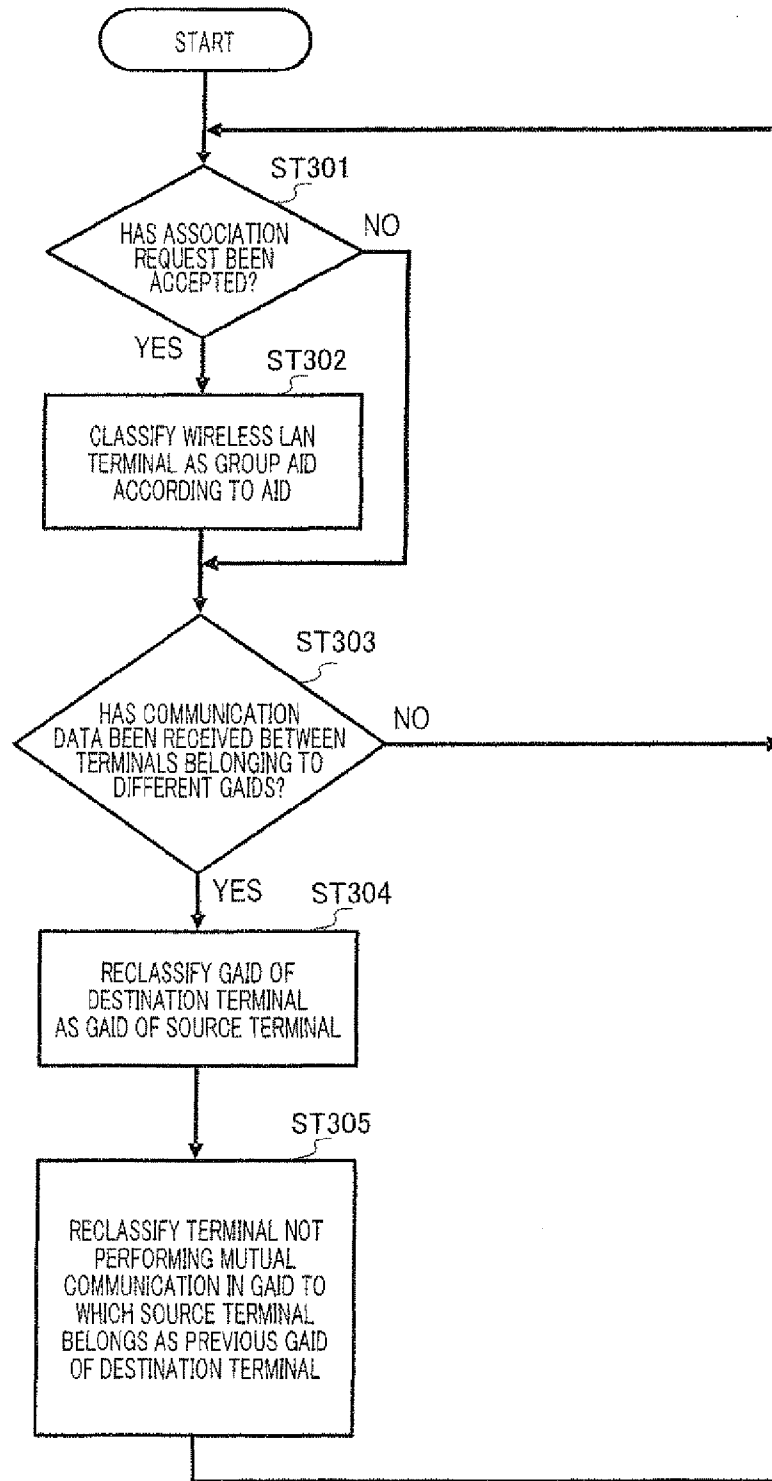 START
ST301
HAS ASSOCIATION
REQUEST BEEN
ACCEPTED?
NO
YES
ST302
CLASSIFY WIRELESS LAN
TERMINAL AS GROUP AID
ACCORDING TO AID
ST303
HAS COMMUNICATION
DATA BEEN RECEIVED BETWEEN
TERMINALS BELONGING TO
DIFFERENT GAIDS?
NO
YES
ST304
RECLASSIFY GAID OF
DESTINATION TERMINAL
AS GAID OF SOURCE TERMINAL
ST305
RECLASSIFY TERMINAL NOT
PERFORMING MUTUAL
COMMUNICATION IN GAID TO
WHICH SOURCE TERMINAL
BELONGS AS PREVIOUS GAID
OF DESTINATION TERMINAL